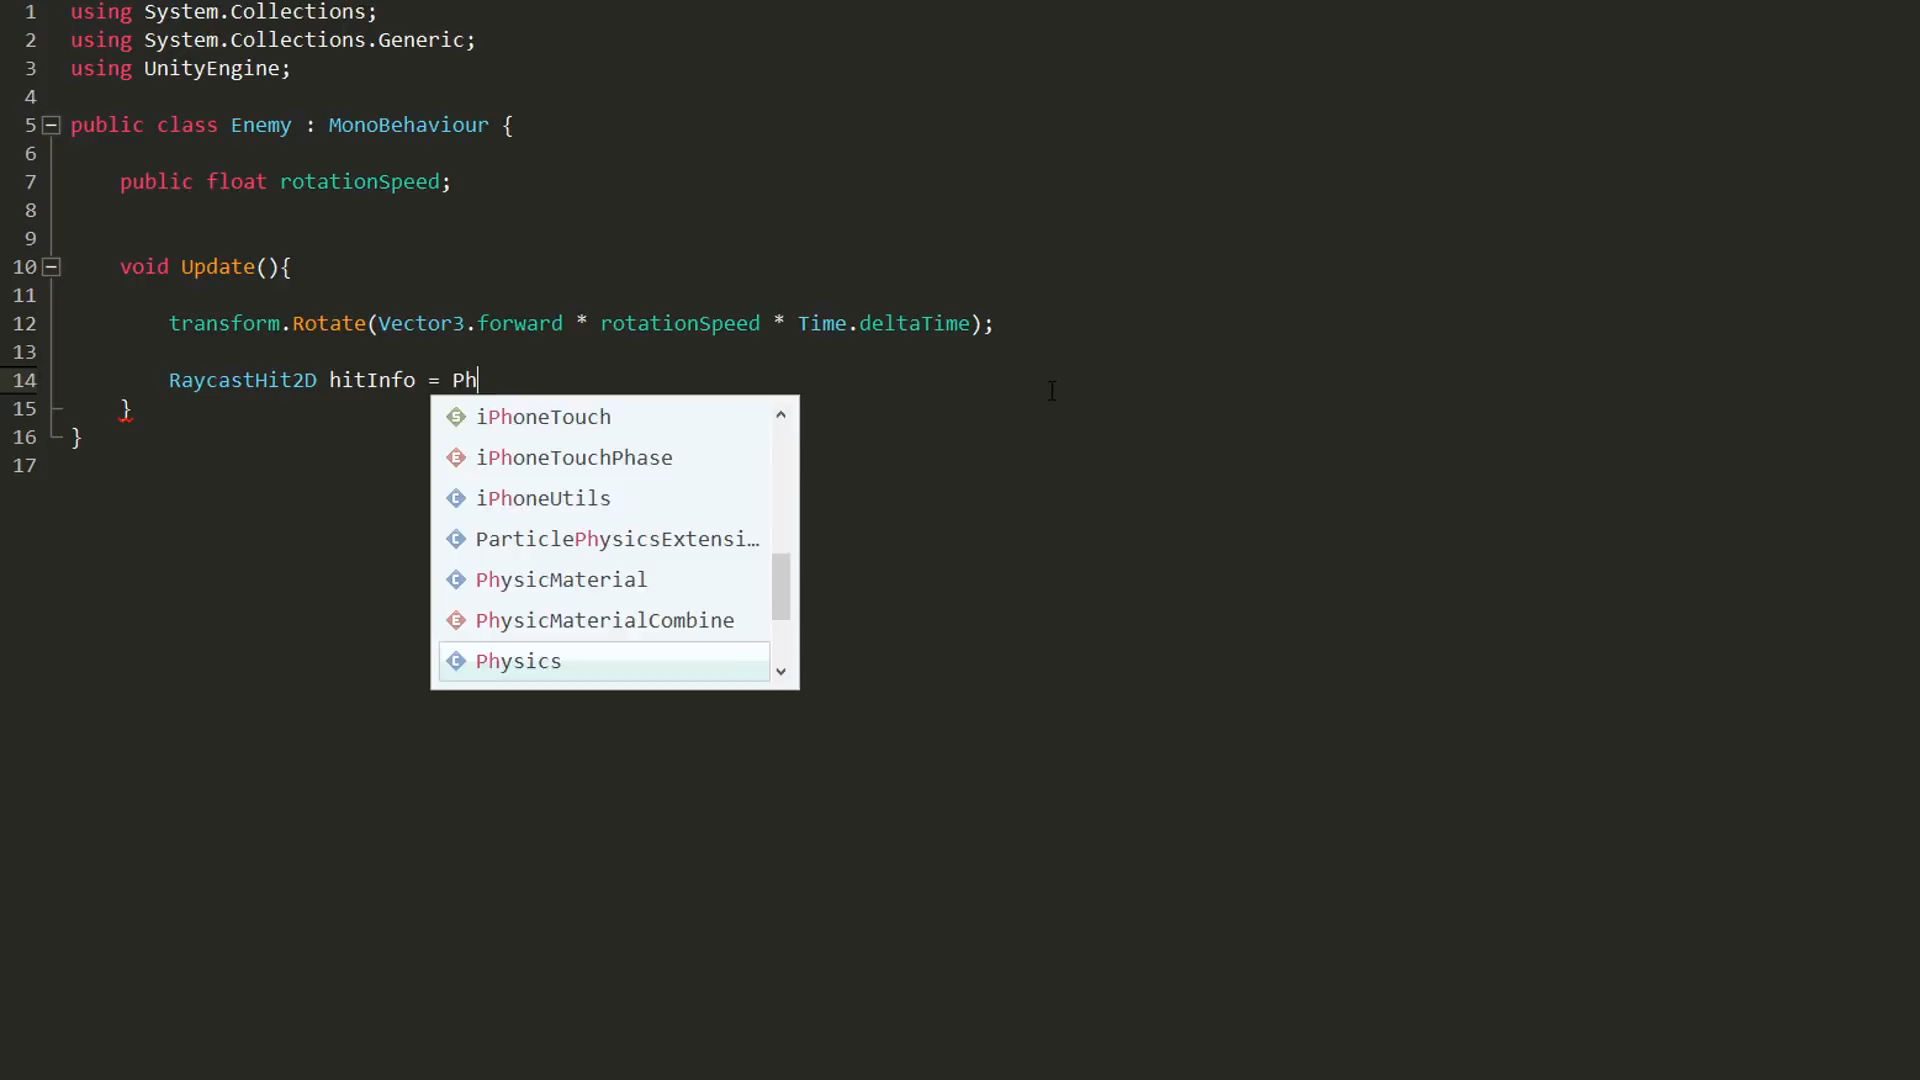 1 using System.Collections;
2 using System.Collections.Generic;
3 using UnityEngine;
4
5 public class Enemy : MonoBehaviour {
6
7 public float rotationSpeed;
8
9
10 void Update(){
11
12 transform.Rotate(Vector3.forward * rotationSpeed * Time.deltaTime);
13
14 RaycastHit2D hitInfo = Ph
15 }
16 }
17
S iPhoneTouch
E iPhoneTouchPhase
C iPhoneUtils
C ParticlePhysicsExtensi…
C PhysicMaterial
E PhysicMaterialCombine
C Physics